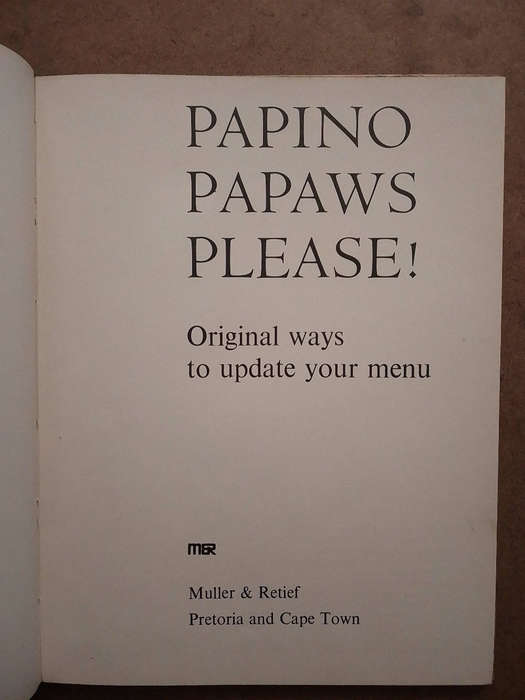 PAPINO
PAPAWS
PLEASE!
Original ways
to update your menu
M&R
Muller & Retief
Pretoria and Cape Town